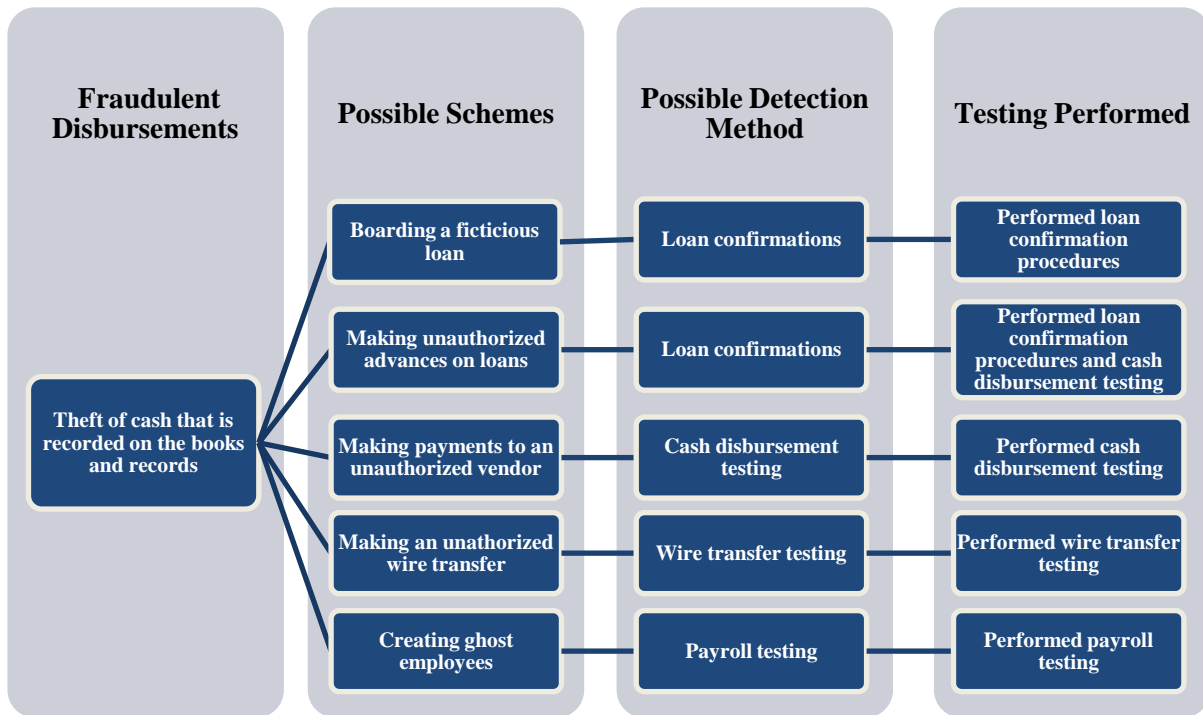 Fraudulent
Disbursements
Possible Schemes
Possible Detection
Method
Testing Performed
Theft of cash that is
recorded on the books
and records
Boarding a ficticious
loan
Loan confirmations
Performed loan
confirmation
procedures
Making unauthorized
advances on loans
Loan confirmations
Performed loan
confirmation
procedures and cash
disbursement testing
Making payments to an
unauthorized vendor
Cash disbursement
testing
Performed cash
disbursement testing
Making an unathorized
wire transfer
Wire transfer testing
Performed wire transfer
testing
Creating ghost
employees
Payroll testing
Performed payroll
testing